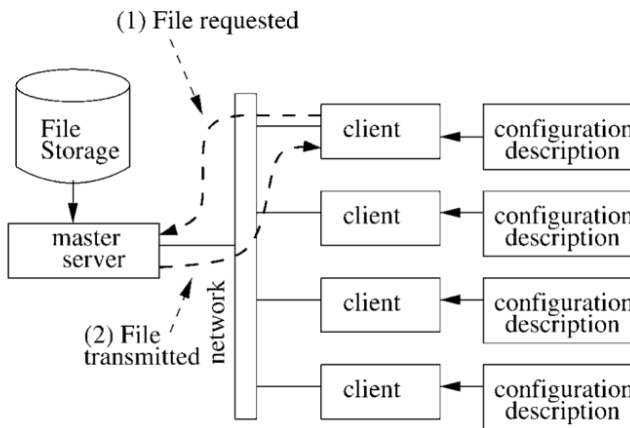 (1) File requested
File
Storage
master
server
(2) File
transmitted
network
client
configuration
description
client
configuration
description
client
configuration
description
client
configuration
description